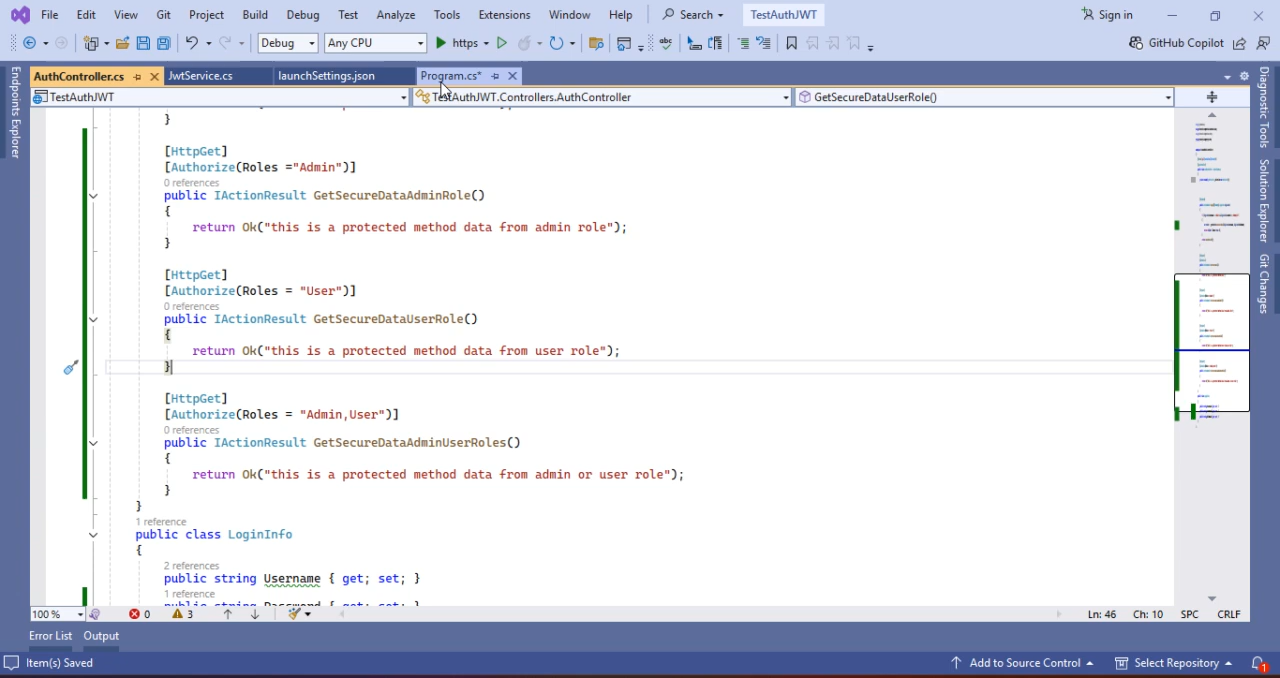 File Edit View Git Project Build Debug Test Analyze Tools Extensions Window Help Search TestAuthJWT Sign in
Debug Any CPU https GitHub Copilot
AuthController.cs JwtService.cs launchSettings.json Program.cs*
TestAuthJWT TestAuthJWT.Controllers.AuthController GetSecureDataUserRole()
Endpoints Explorer
Diagnostic Tools
Solution Explorer
Git Changes
}
[HttpGet]
[Authorize(Roles ="Admin")]
0 references
public IActionResult GetSecureDataAdminRole()
{
return Ok("this is a protected method data from admin role");
}
[HttpGet]
[Authorize(Roles = "User")]
0 references
public IActionResult GetSecureDataUserRole()
{
return Ok("this is a protected method data from user role");
}
[HttpGet]
[Authorize(Roles = "Admin,User")]
0 references
public IActionResult GetSecureDataAdminUserRoles()
{
return Ok("this is a protected method data from admin or user role");
}
}
1 reference
public class LoginInfo
{
2 references
public string Username { get; set; }
1 reference
public string Password { get; set; }
100 % 0 3 Ln: 46 Ch: 10 SPC CRLF
Error List Output
Item(s) Saved Add to Source Control Select Repository 1